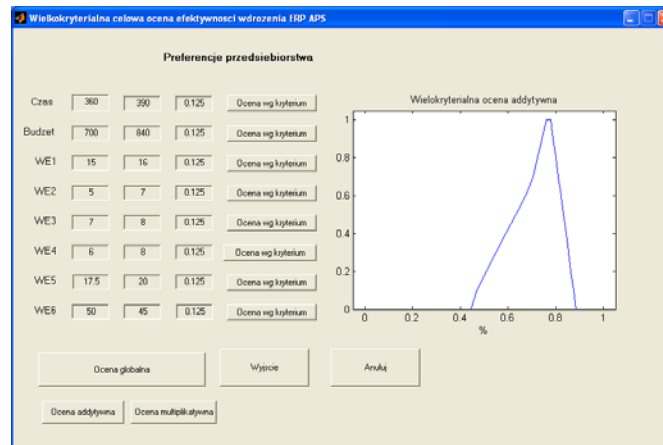 Wielokryterialna celowa ocena efektywnosci wdrozenia ERP APS
Preferencje przedsiebiorstwa
Czas 360 390 0.125 Ocena wg kryterium
Budzet 700 840 0.125 Ocena wg kryterium
WE1 15 16 0.125 Ocena wg kryterium
WE2 5 7 0.125 Ocena wg kryterium
WE3 7 8 0.125 Ocena wg kryterium
WE4 6 8 0.125 Ocena wg kryterium
WE5 17.5 20 0.125 Ocena wg kryterium
WE6 50 45 0.125 Ocena wg kryterium
Wielokryterialna ocena addytywna
1
0.8
0.6
0.4
0.2
0
0 0.2 0.4 0.6 0.8 1
%
Ocena globalna Wyjscie Anuluj
Ocena addytywna Ocena multiplikatywna